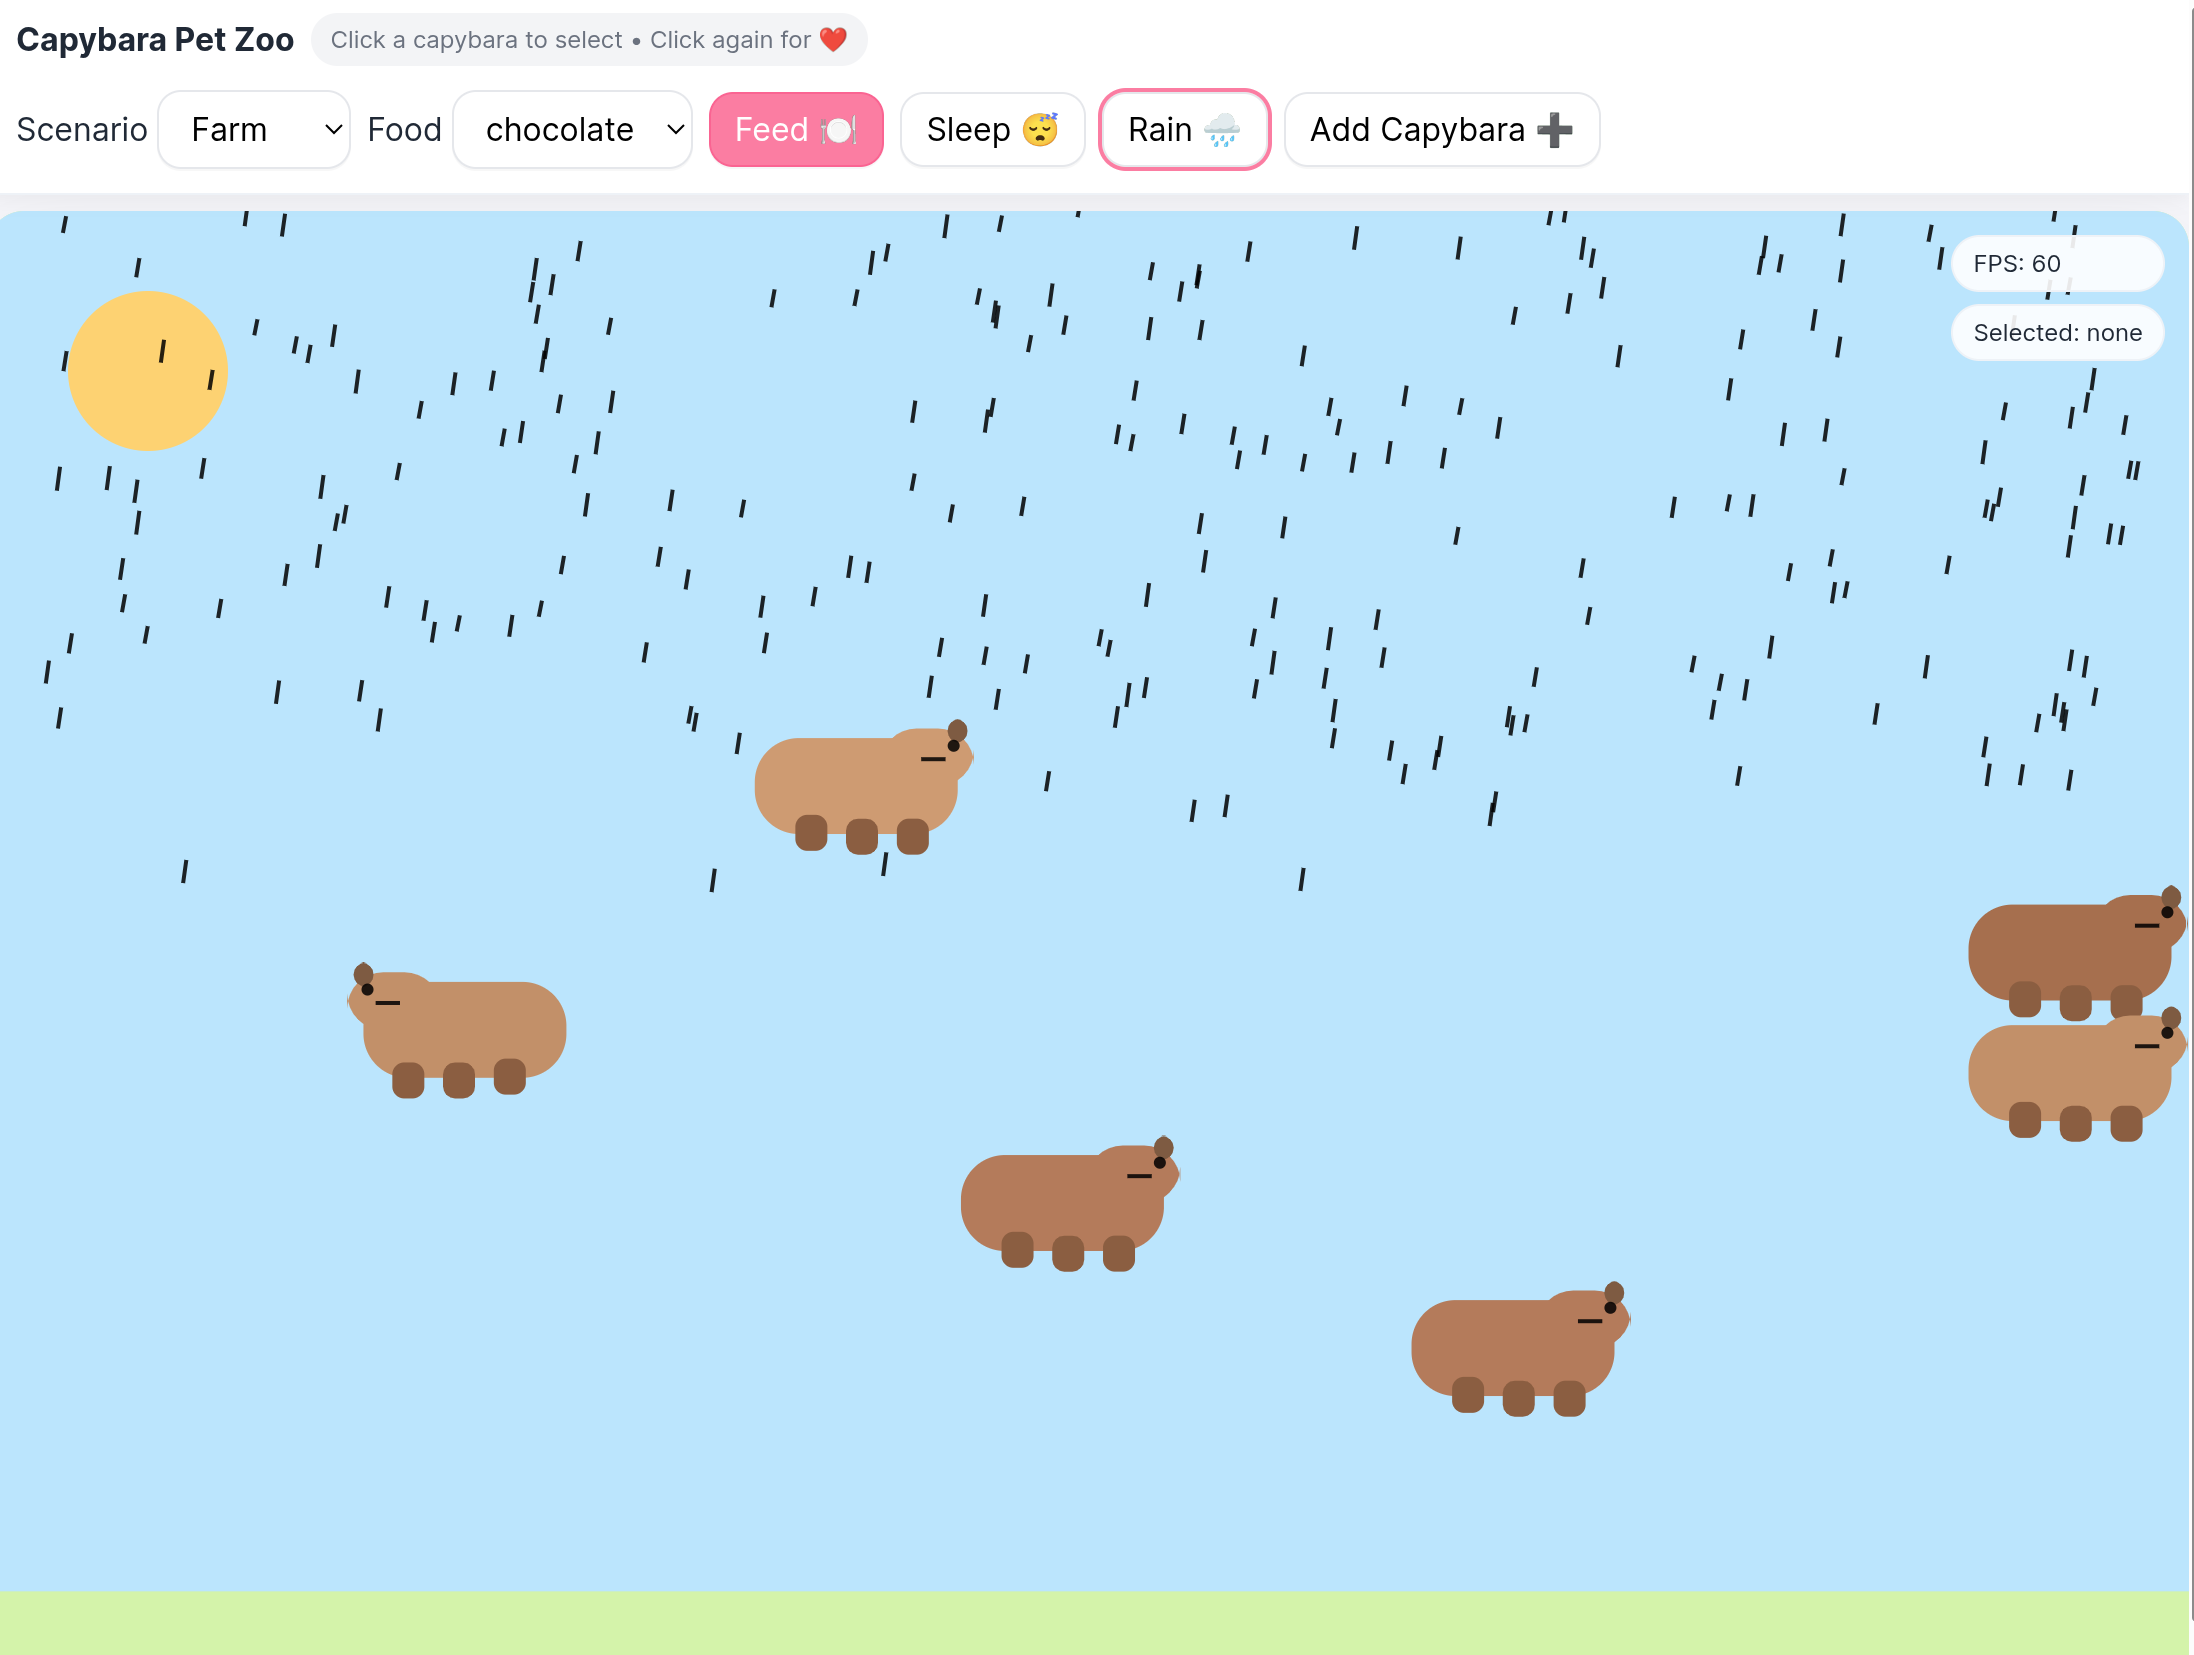 Capybara Pet Zoo Click a capybara to select • Click again for ❤️
Scenario Farm Food chocolate Feed 🍽️ Sleep 😴 Rain 🌧️ Add Capybara ➕
FPS: 60
Selected: none